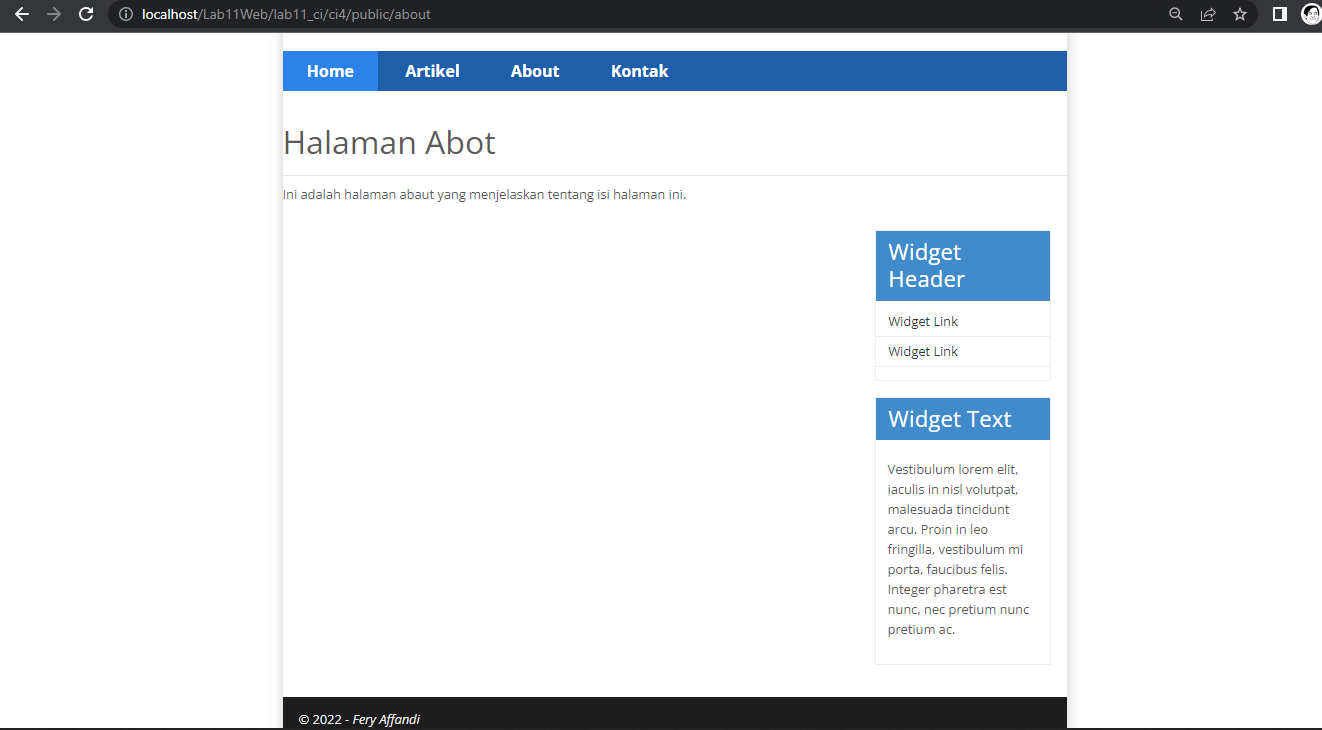 localhost/Lab11Web/lab11_ci/ci4/public/about
Home Artikel About Kontak
Halaman Abot
Ini adalah halaman abaut yang menjelaskan tentang isi halaman ini.
Widget
Header
Widget Link
Widget Link
Widget Text
Vestibulum lorem elit,
iaculis in nisl volutpat,
malesuada tincidunt
arcu. Proin in leo
fringilla, vestibulum mi
porta, faucibus felis.
Integer pharetra est
nunc, nec pretium nunc
pretium ac.
© 2022 - Fery Affandi